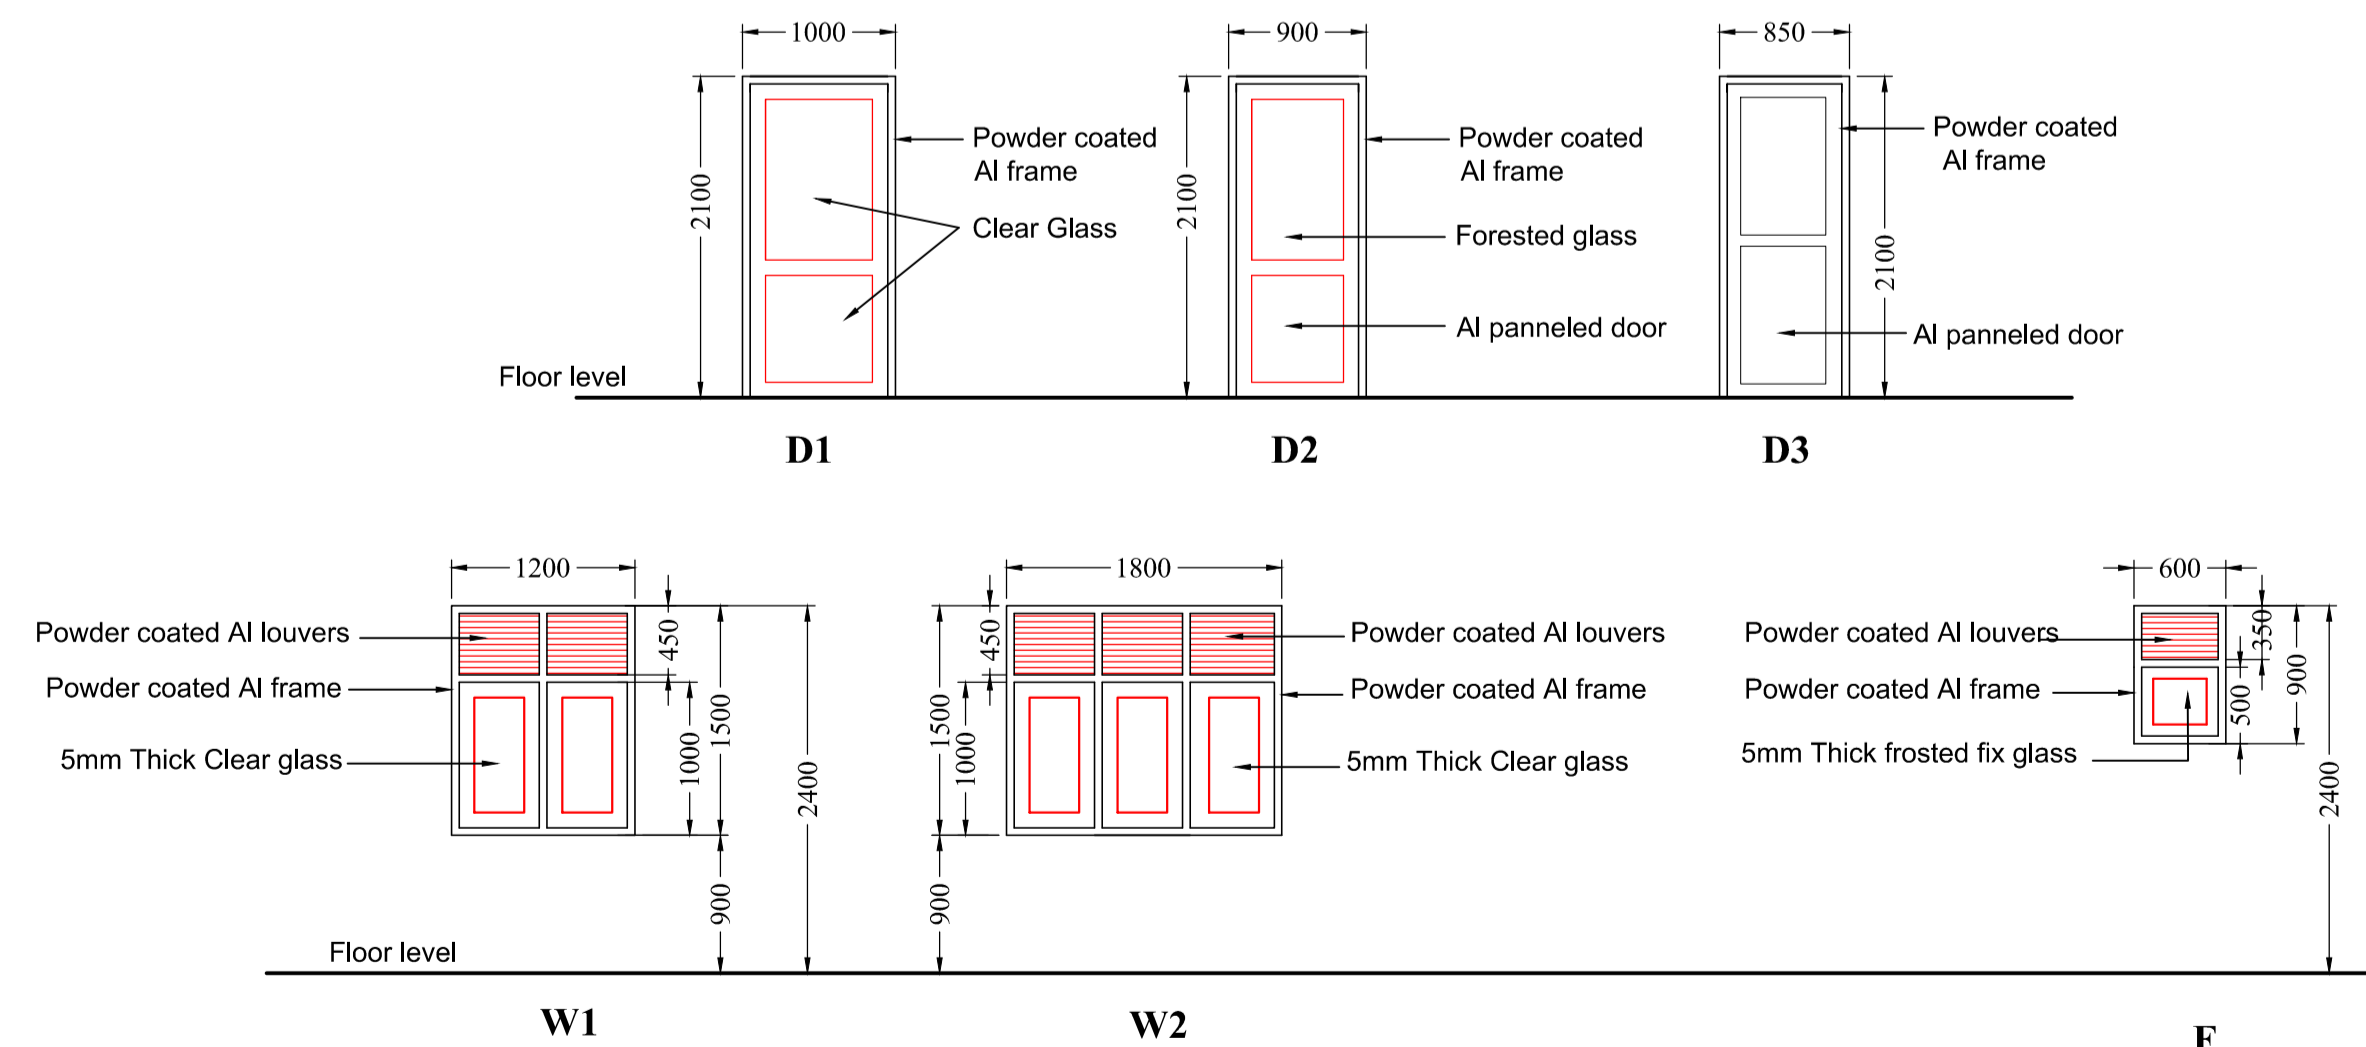 1000
900
850
2100
Powder coated
Al frame
Clear Glass
2100
Powder coated
Al frame
Forested glass
Al panneled door
Powder coated
Al frame
2100
Al panneled door
Floor level
D1
D2
D3
1200
1800
600
Powder coated Al louvers
Powder coated Al frame
5mm Thick Clear glass
450
1000
1500
2400
900
450
1500
1000
900
Powder coated Al louvers
Powder coated Al frame
5mm Thick Clear glass
Powder coated Al louvers
Powder coated Al frame
5mm Thick frosted fix glass
350
500
900
2400
Floor level
W1
W2